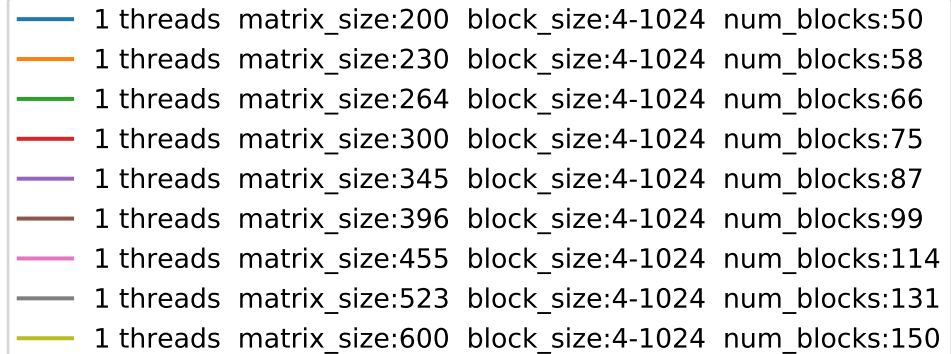 1 threads matrix_size:200 block_size:4-1024 num_blocks:50
1 threads matrix_size:230 block_size:4-1024 num_blocks:58
1 threads matrix_size:264 block_size:4-1024 num_blocks:66
1 threads matrix_size:300 block_size:4-1024 num_blocks:75
1 threads matrix_size:345 block_size:4-1024 num_blocks:87
1 threads matrix_size:396 block_size:4-1024 num_blocks:99
1 threads matrix_size:455 block_size:4-1024 num_blocks:114
1 threads matrix_size:523 block_size:4-1024 num_blocks:131
1 threads matrix_size:600 block_size:4-1024 num_blocks:150